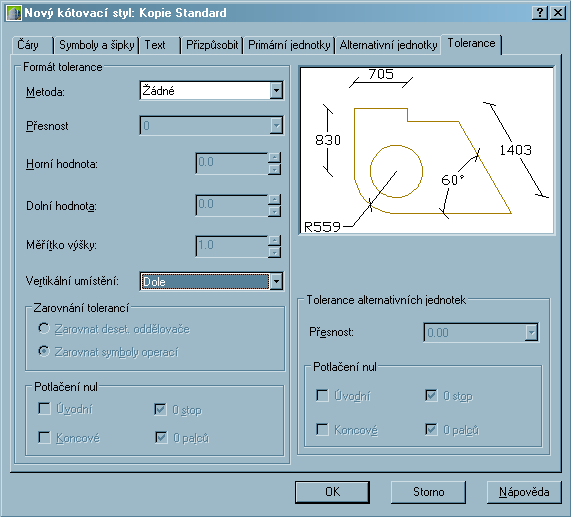 Nový kótovací styl: Kopie Standard
Čáry
Symboly a šipky
Text
Přizpůsobit
Primární jednotky
Alternativní jednotky
Tolerance
Formát tolerance
Metoda:
Žádné
Přesnost
0
Horní hodnota:
0.0
Dolní hodnota:
0.0
Měřítko výšky:
1.0
Vertikální umístění:
Dole
Zarovnání tolerancí
Zarovnat deset. oddělovače
Zarovnat symboly operací
Potlačení nul
Úvodní
0 stop
Koncové
0 palců
705
830
1403
60°
R559
Tolerance alternativních jednotek
Přesnost:
0.00
Potlačení nul
Úvodní
0 stop
Koncové
0 palců
OK
Storno
Nápověda